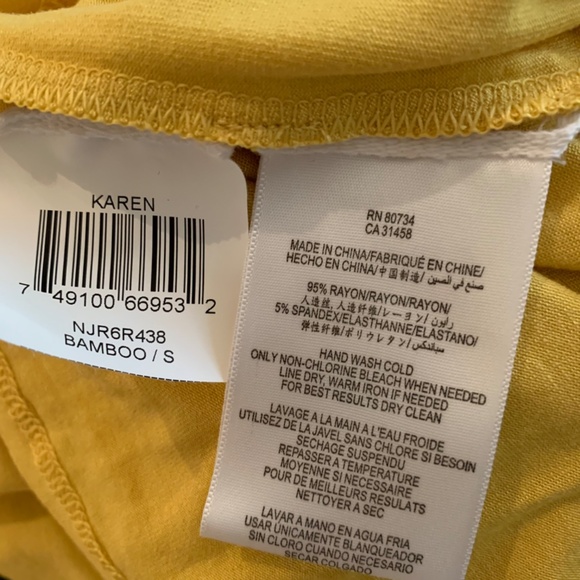 KAREN
7 49100 66953 2
NJR6R438
BAMBOO / S
RN 80734
CA 31458
MADE IN CHINA/FABRIQUÉ EN CHINE/
HECHO EN CHINA/中国制造/ صنع في الصين/
95% RAYON/RAYON/RAYON/
人造丝, 人造纤维/レーヨン/ رايون/
5% SPANDEX/ELASTHANNE/ELASTANO/
弹性纤维/ポリウレタン/ سباندكس/
HAND WASH COLD
ONLY NON-CHLORINE BLEACH WHEN NEEDED
LINE DRY, WARM IRON IF NEEDED
FOR BEST RESULTS DRY CLEAN
LAVAGE A LA MAIN A L'EAU FROIDE
UTILISEZ DE LA JAVEL SANS CHLORE SI BESOIN
SECHAGE SUSPENDU
REPASSER A TEMPERATURE
MOYENNE SI NECESSAIRE
POUR DE MEILLEURS RESULATS
NETTOYER A SEC
LAVAR A MANO EN AGUA FRIA
USAR ÚNICAMENTE BLANQUEADOR
SIN CLORO CUANDO NECESARIO
SECAR COLGADO